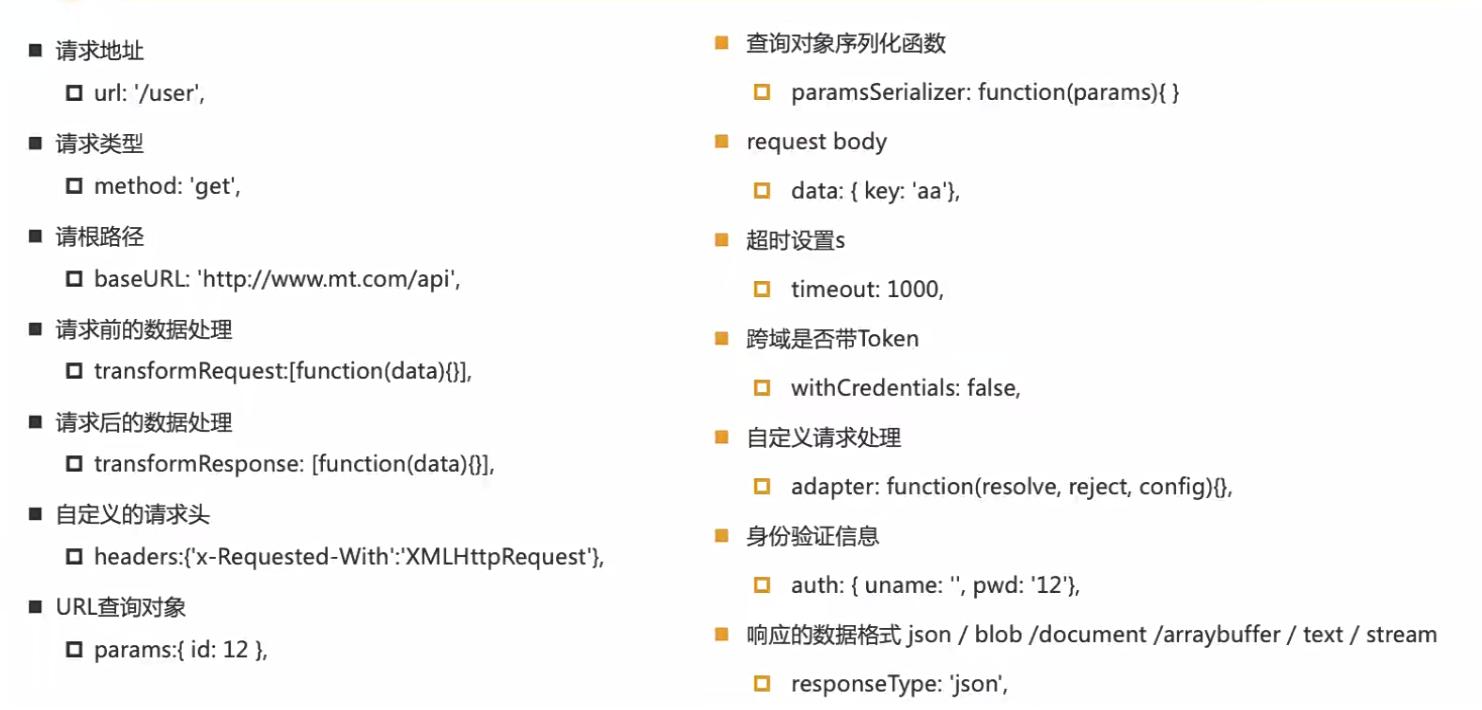 请求地址
url: '/user',
请求类型
method: 'get',
请根路径
baseURL: 'http://www.mt.com/api',
请求前的数据处理
transformRequest:[function(data){}],
请求后的数据处理
transformResponse: [function(data){}],
自定义的请求头
headers:{'x-Requested-With':'XMLHttpRequest'},
URL查询对象
params:{ id: 12 },
查询对象序列化函数
paramsSerializer: function(params){ }
request body
data: { key: 'aa'},
超时设置s
timeout: 1000,
跨域是否带Token
withCredentials: false,
自定义请求处理
adapter: function(resolve, reject, config){},
身份验证信息
auth: { uname: '', pwd: '12'},
响应的数据格式 json / blob /document /arraybuffer / text / stream
responseType: 'json',